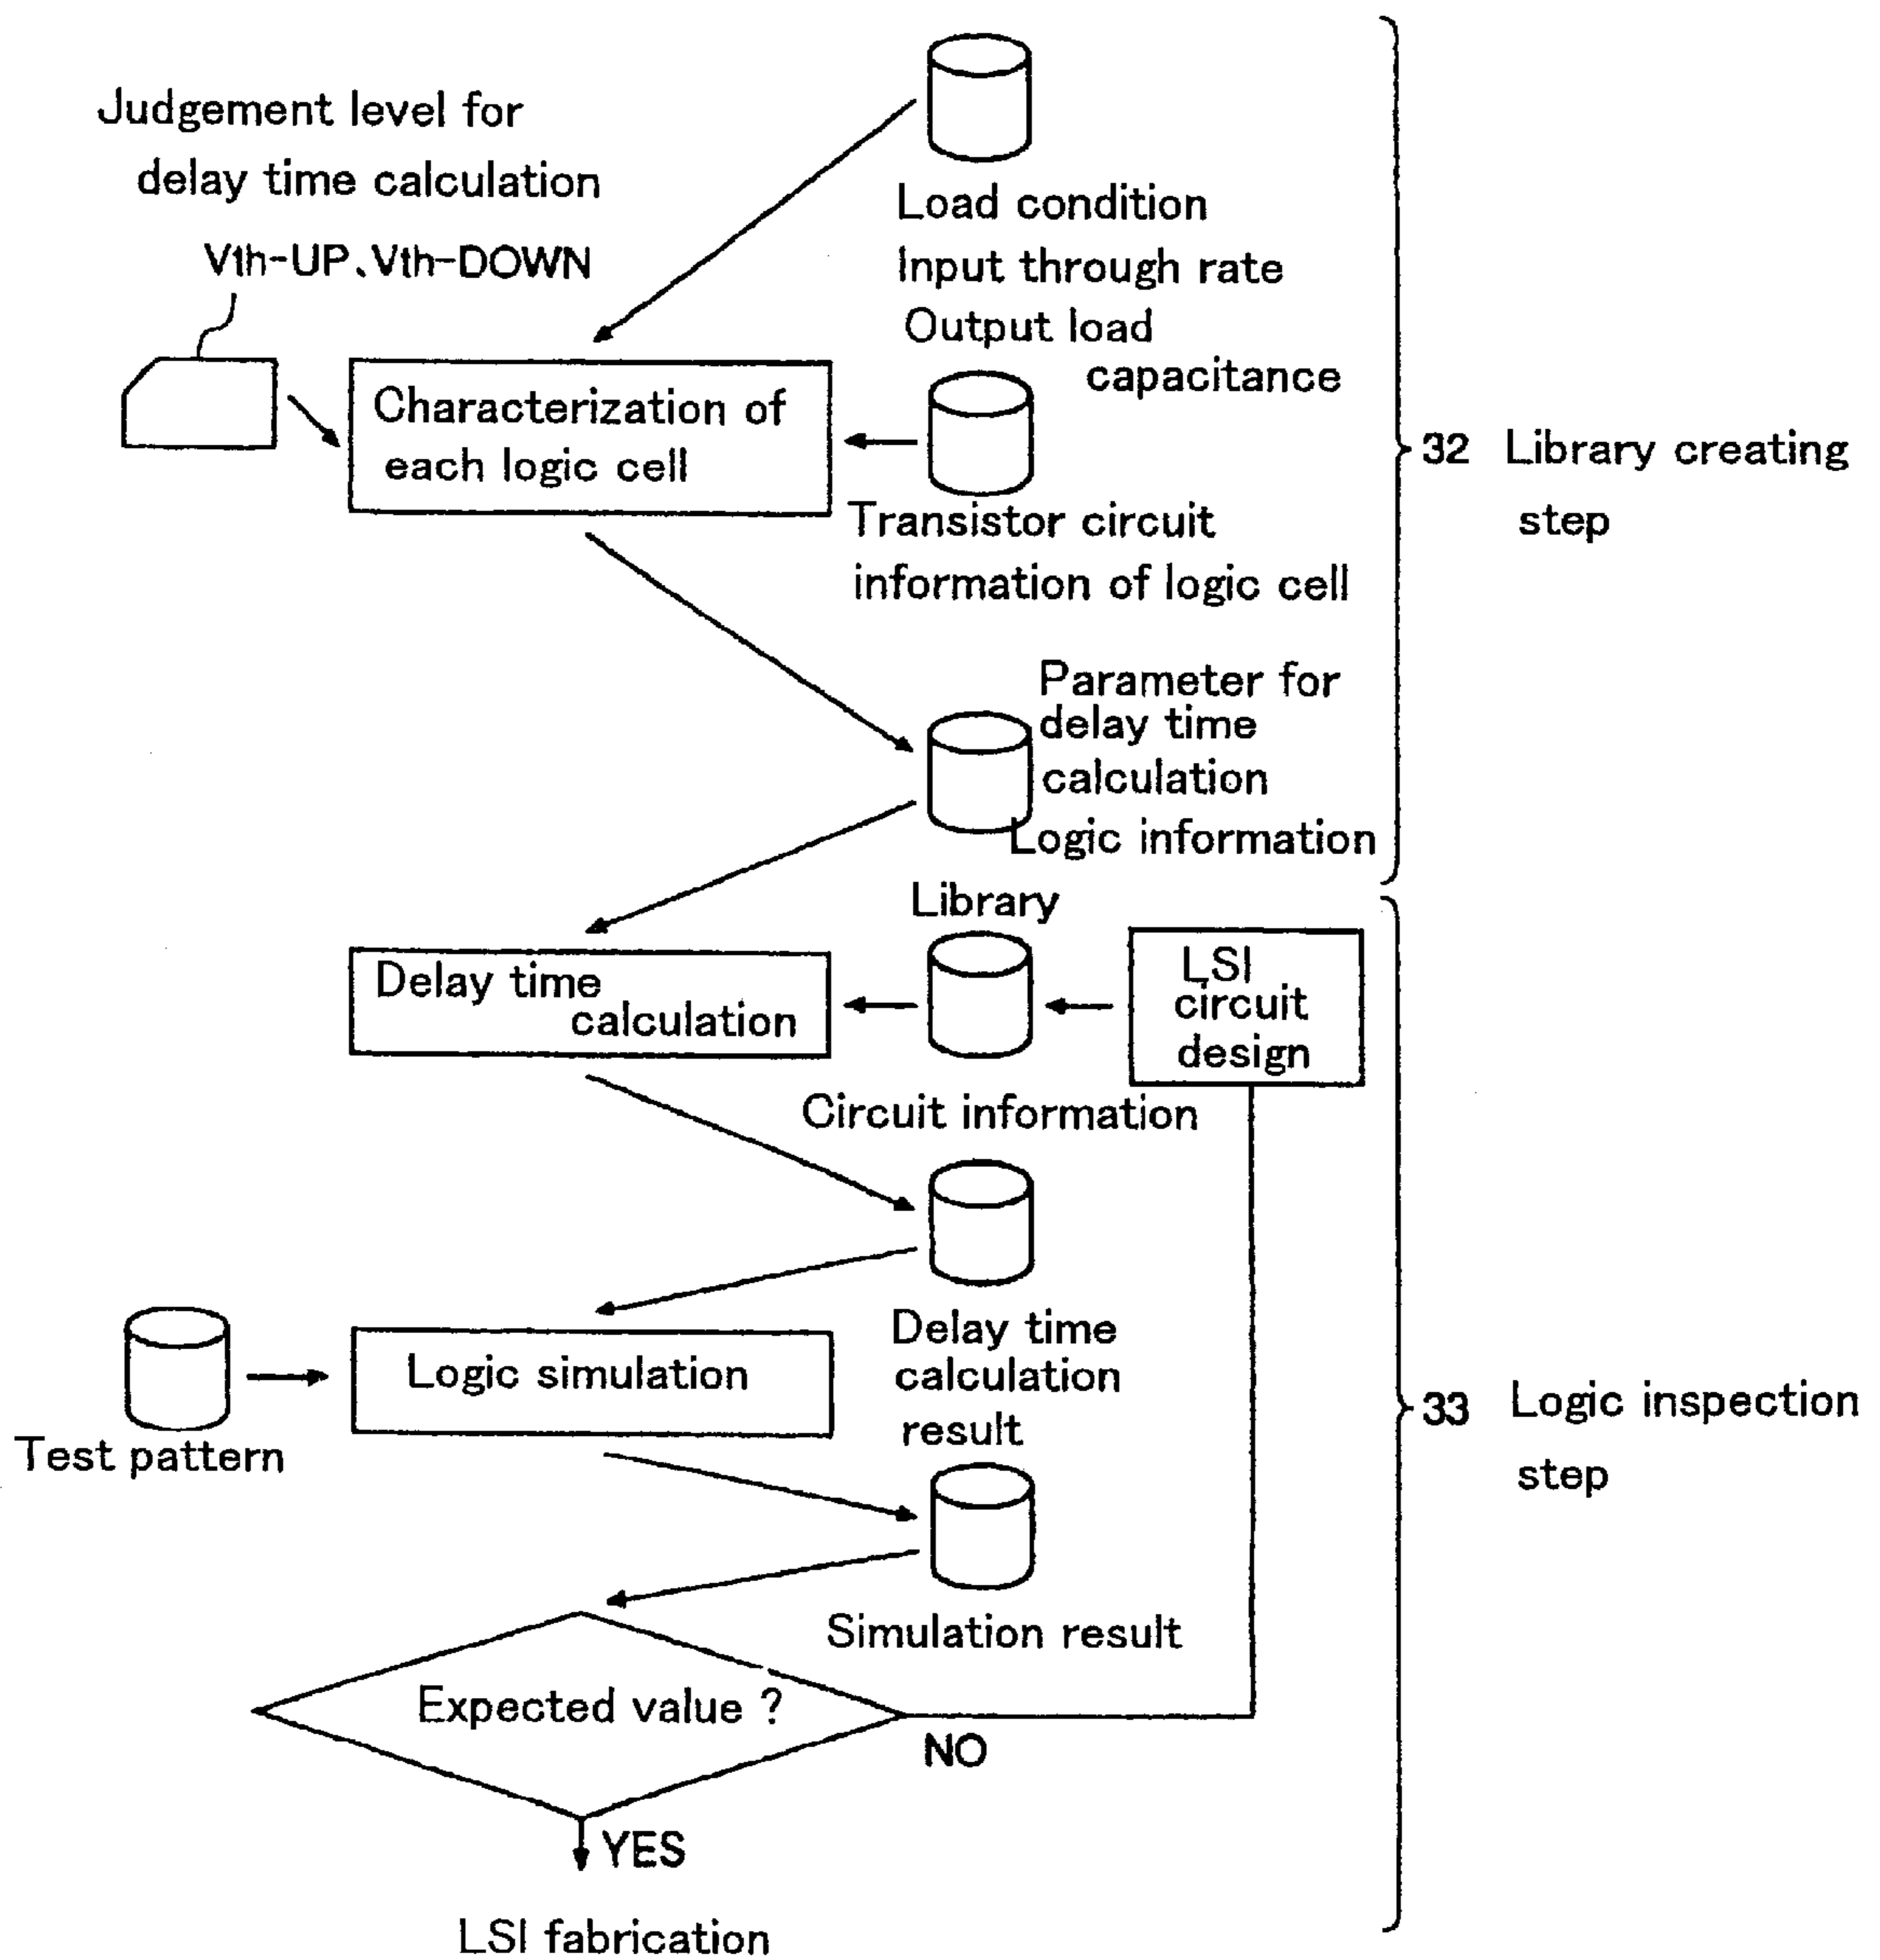 Judgement level for
delay time calculation
Vth-UP、Vth-DOWN
Load condition
Input through rate
Output load
capacitance
Characterization of
each logic cell
Transistor circuit
information of logic cell
32 Library creating
step
Parameter for
delay time
calculation
Logic information
Library
Delay time
calculation
LSI
circuit
design
Circuit information
Delay time
calculation
result
Logic simulation
Test pattern
33 Logic inspection
step
Simulation result
Expected value ?
NO
YES
LSI fabrication